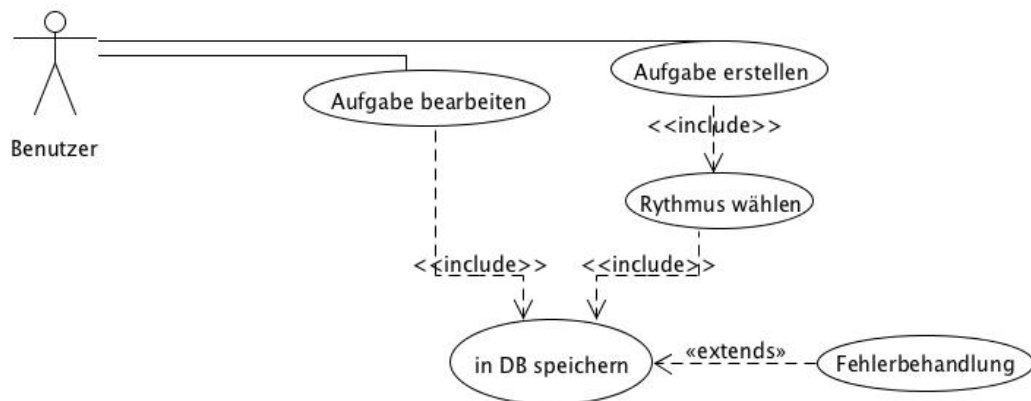 Aufgabe erstellen
Aufgabe bearbeiten
<<include>>
Benutzer
Rythmus wählen
<<include>>
<<include>>
in DB speichern
«extends»
Fehlerbehandlung